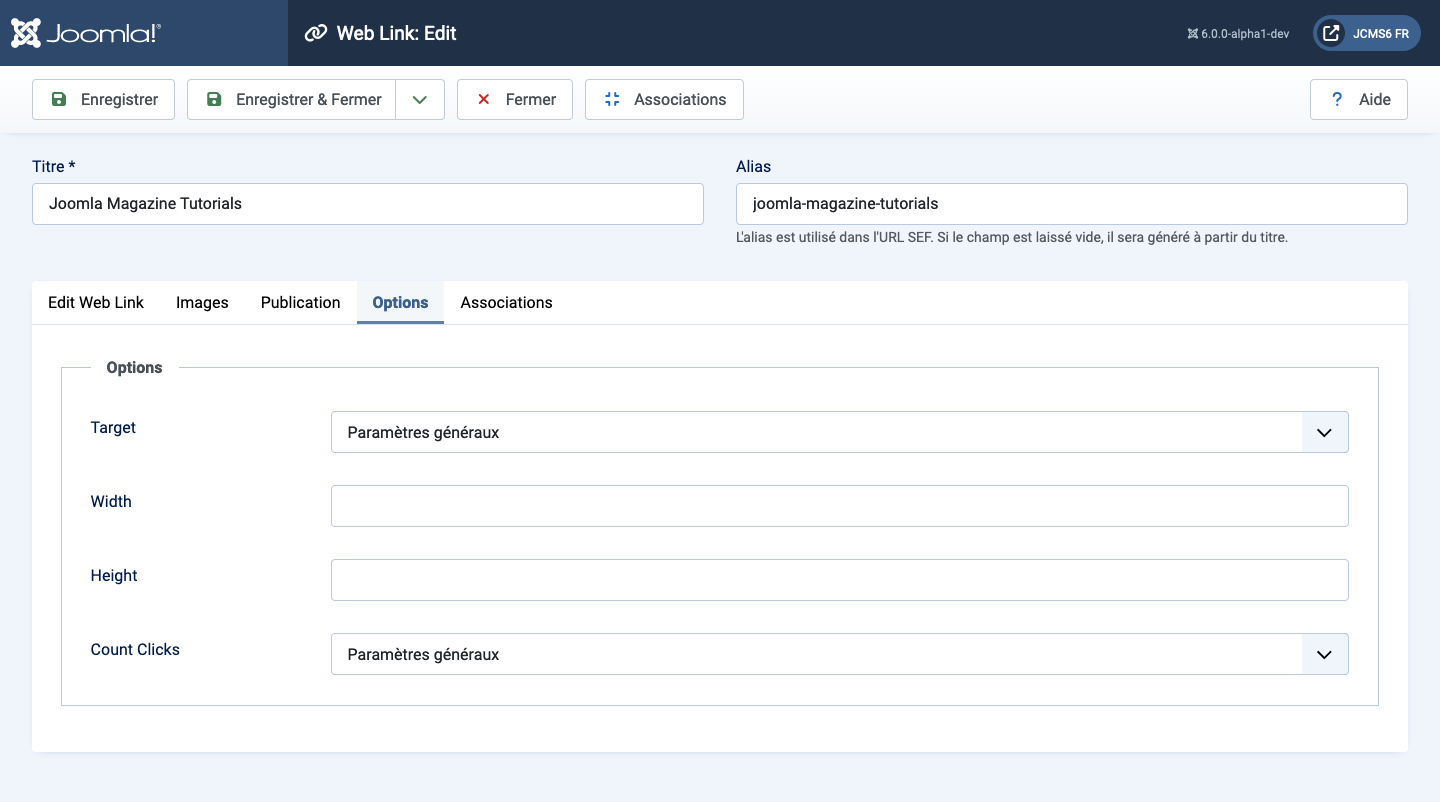 Joomla!®
Web Link: Edit
6.0.0-alpha1-dev
JCMS6 FR
Enregistrer
Enregistrer & Fermer
Fermer
Associations
? Aide
Titre *
Alias
Joomla Magazine Tutorials
joomla-magazine-tutorials
L'alias est utilisé dans l'URL SEF. Si le champ est laissé vide, il sera généré à partir du titre.
Edit Web Link
Images
Publication
Options
Associations
Options
Target
Paramètres généraux
Width
Height
Count Clicks
Paramètres généraux